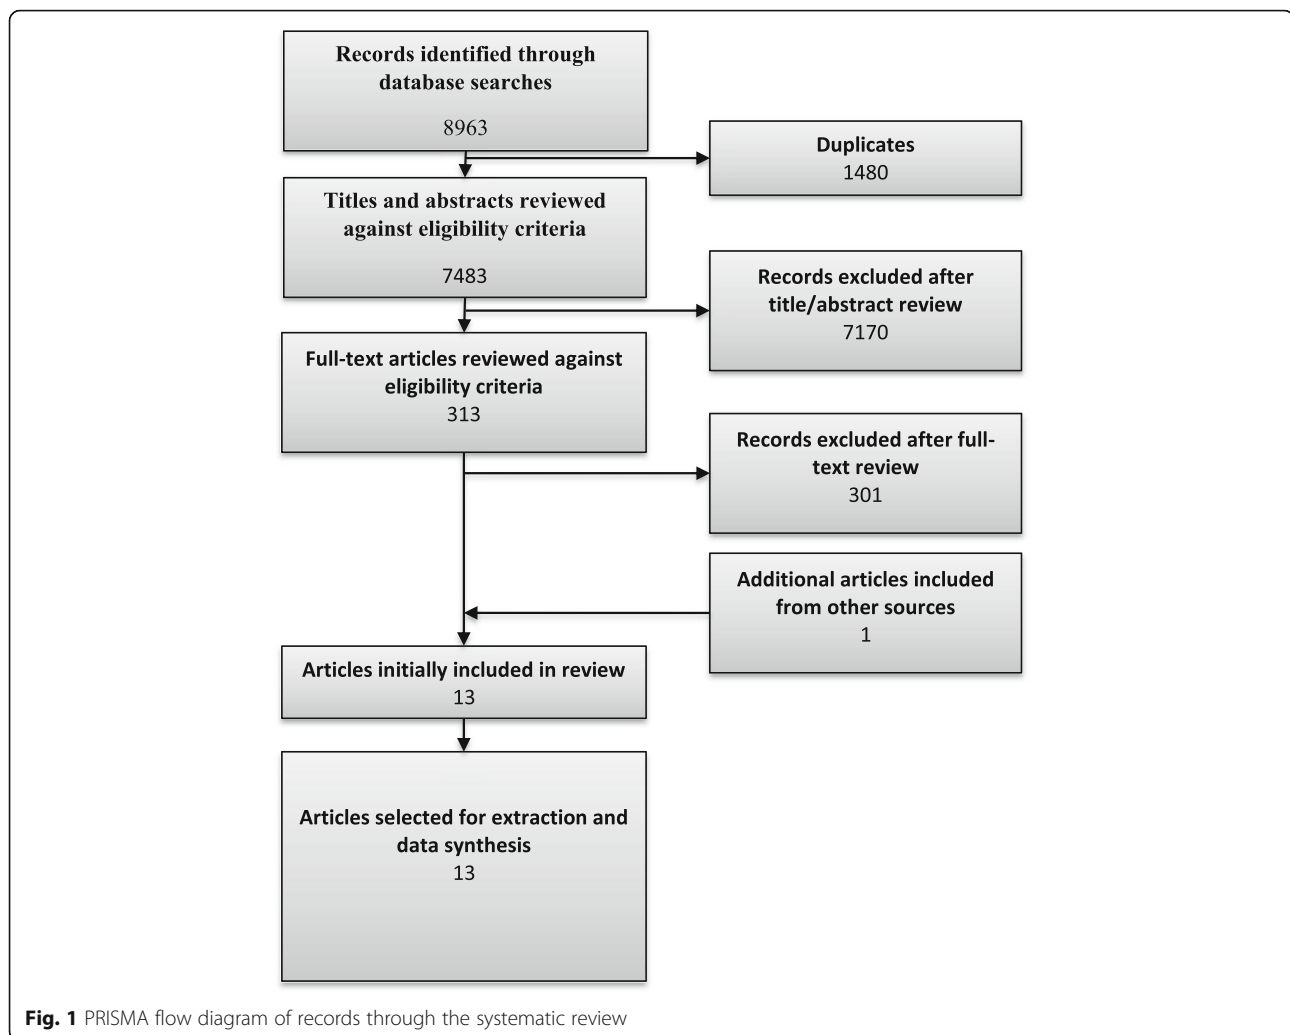 Records identified through
database searches
8963
Duplicates
1480
Titles and abstracts reviewed
against eligibility criteria
7483
Records excluded after
title/abstract review
7170
Full-text articles reviewed against
eligibility criteria
313
Records excluded after full-
text review
301
Additional articles included
from other sources
1
Articles initially included in review
13
Articles selected for extraction and
data synthesis
13
Fig. 1 PRISMA flow diagram of records through the systematic review